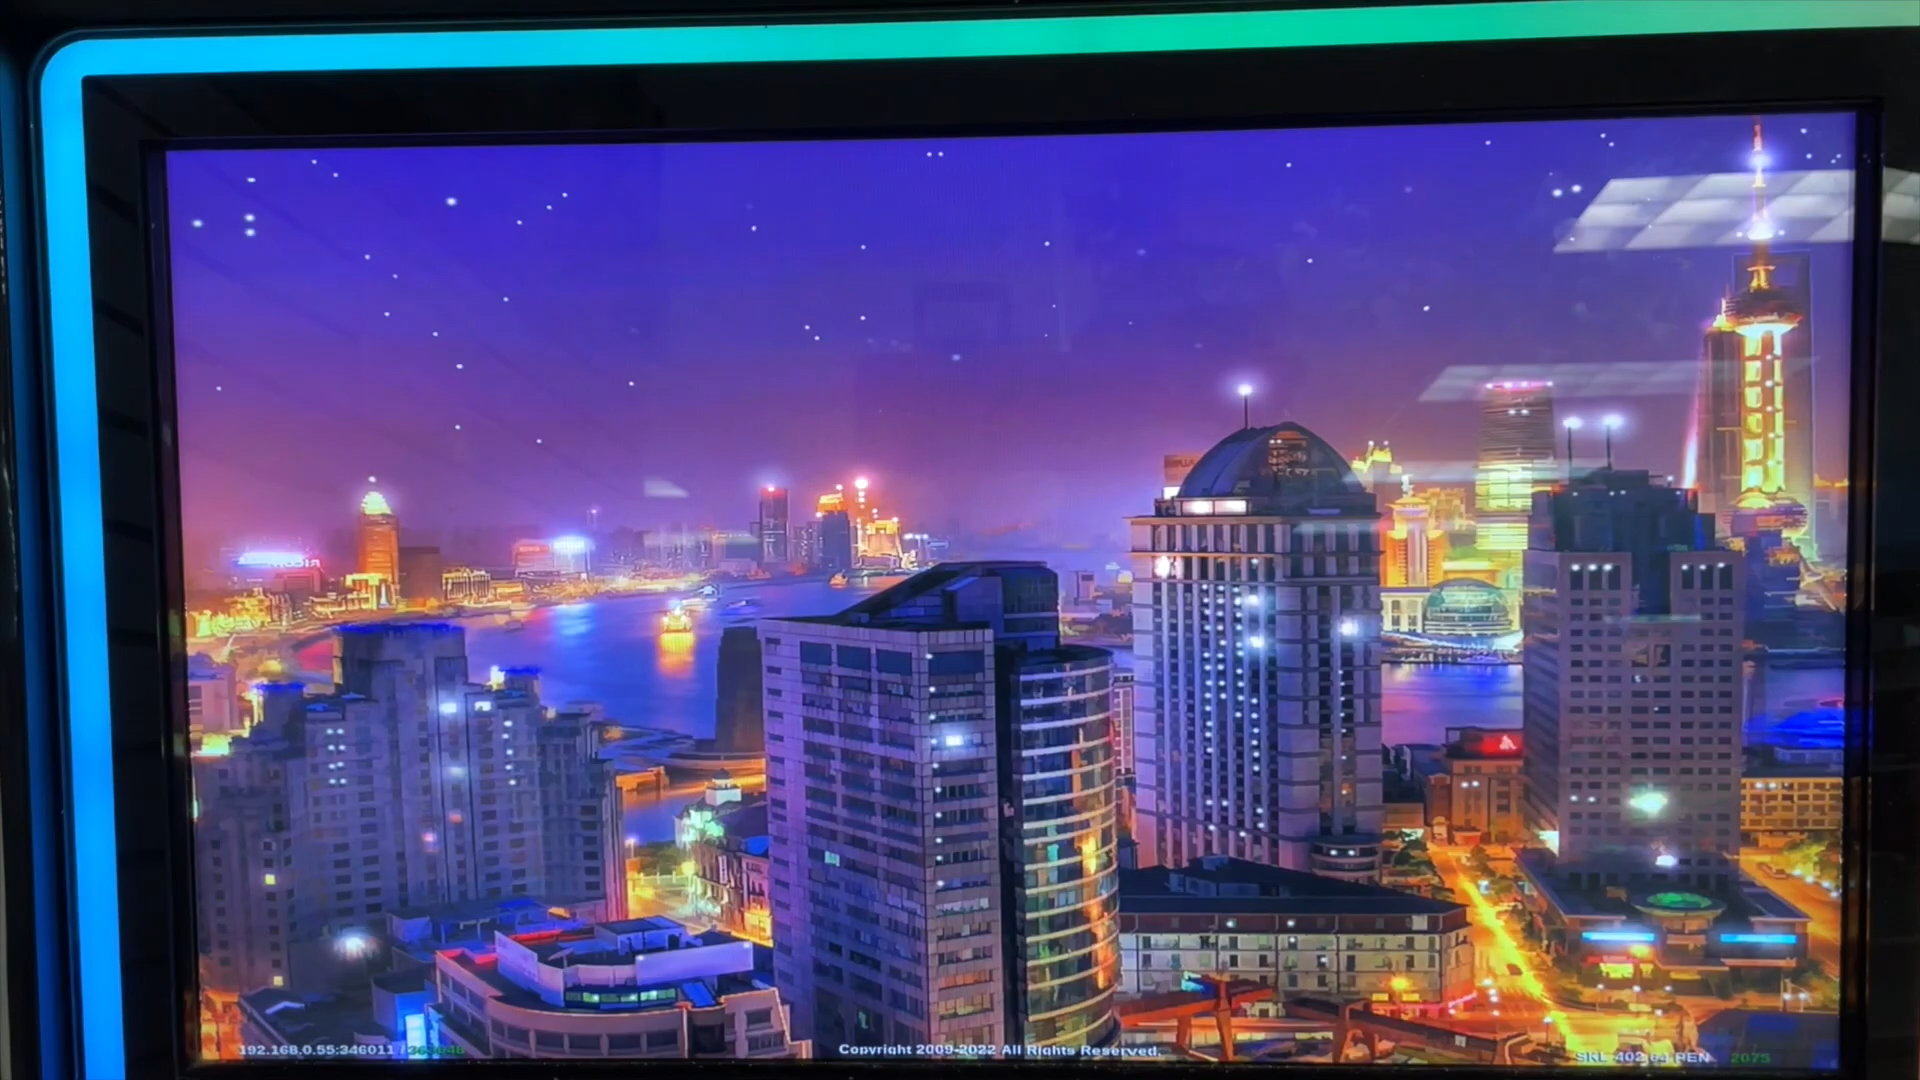 192.168.0.55:346011 /
Copyright 2009-2022 All Rights Reserved.
SKL 402 64 PEN 2075